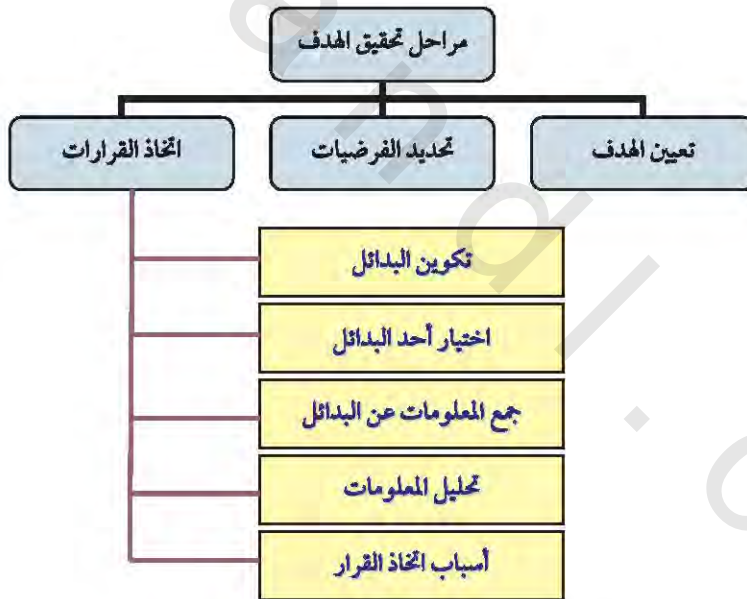 مراحل تحقيق الهدف
تعيين الهدف
تحديد الفرضيات
اتخاذ القرارات
تكوين البدائل
اختيار أحد البدائل
جمع المعلومات عن البدائل
تحليل المعلومات
أسباب اتخاذ القرار